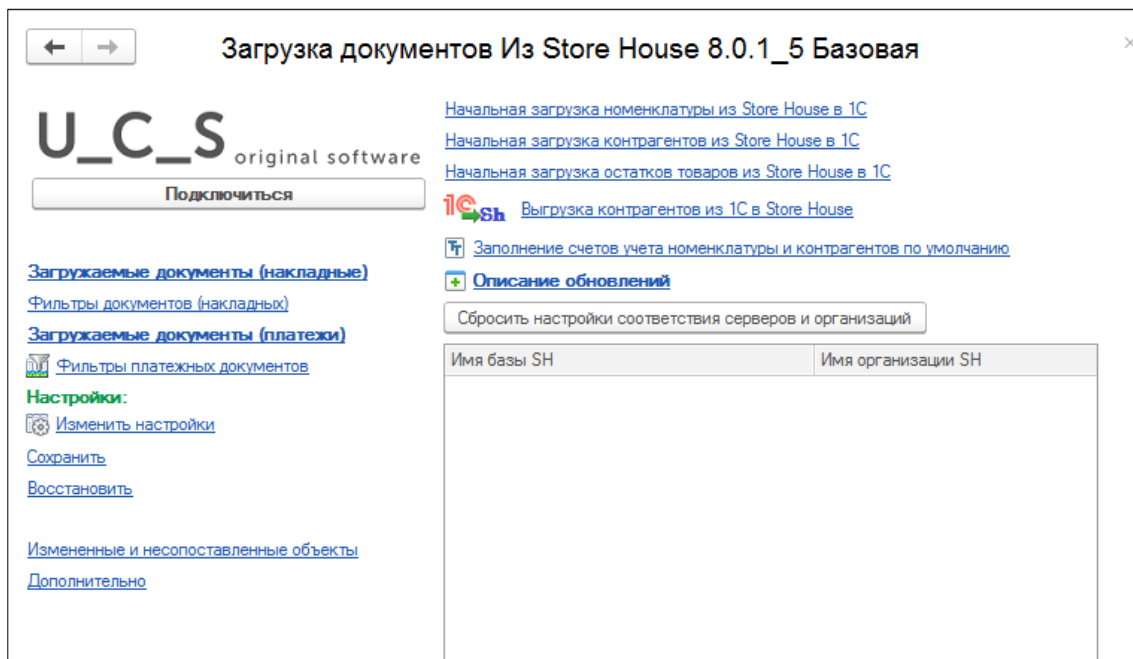 Загрузка документов Из Store House 8.0.1_5 Базовая
U_C_S original software
Подключиться
Загружаемые документы (накладные)
Фильтры документов (накладных)
Загружаемые документы (платежи)
Фильтры платежных документов
Настройки:
Изменить настройки
Сохранить
Восстановить
Измененные и несопоставленные объекты
Дополнительно
Начальная загрузка номенклатуры из Store House в 1С
Начальная загрузка контрагентов из Store House в 1С
Начальная загрузка остатков товаров из Store House в 1С
1С Sh Выгрузка контрагентов из 1С в Store House
Тт Заполнение счетов учета номенклатуры и контрагентов по умолчанию
Описание обновлений
Сбросить настройки соответствия серверов и организаций
Имя базы SH Имя организации SH